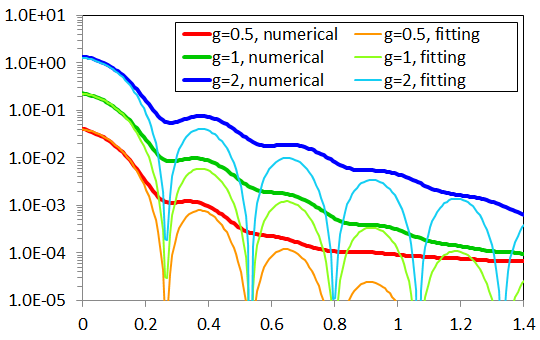 1.0E+01
g=0.5, numerical g=0.5, fitting
g=1, numerical g=1, fitting
1.0E+00
g=2, numerical g=2, fitting
1.0E-01
1.0E-02
1.0E-03
1.0E-04
1.0E-05
0 0.2 0.4 0.6 0.8 1 1.2 1.4